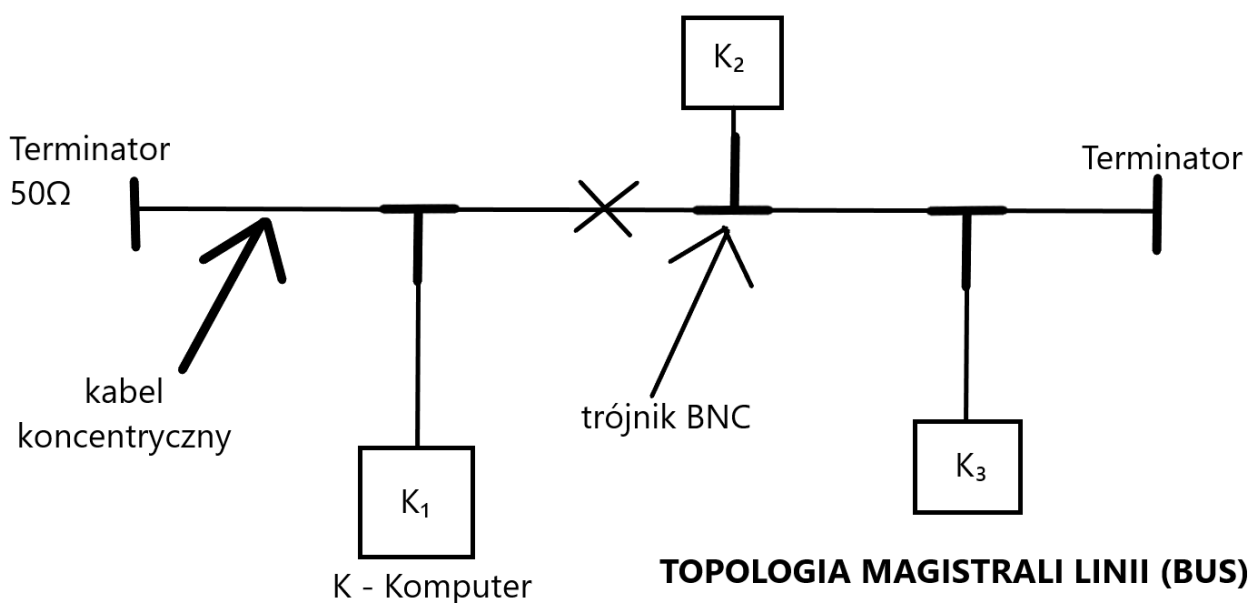 K₂
Terminator
50Ω
Terminator
kabel
koncentryczny
trójnik BNC
K₁
K₃
K - Komputer
TOPOLOGIA MAGISTRALI LINII (BUS)